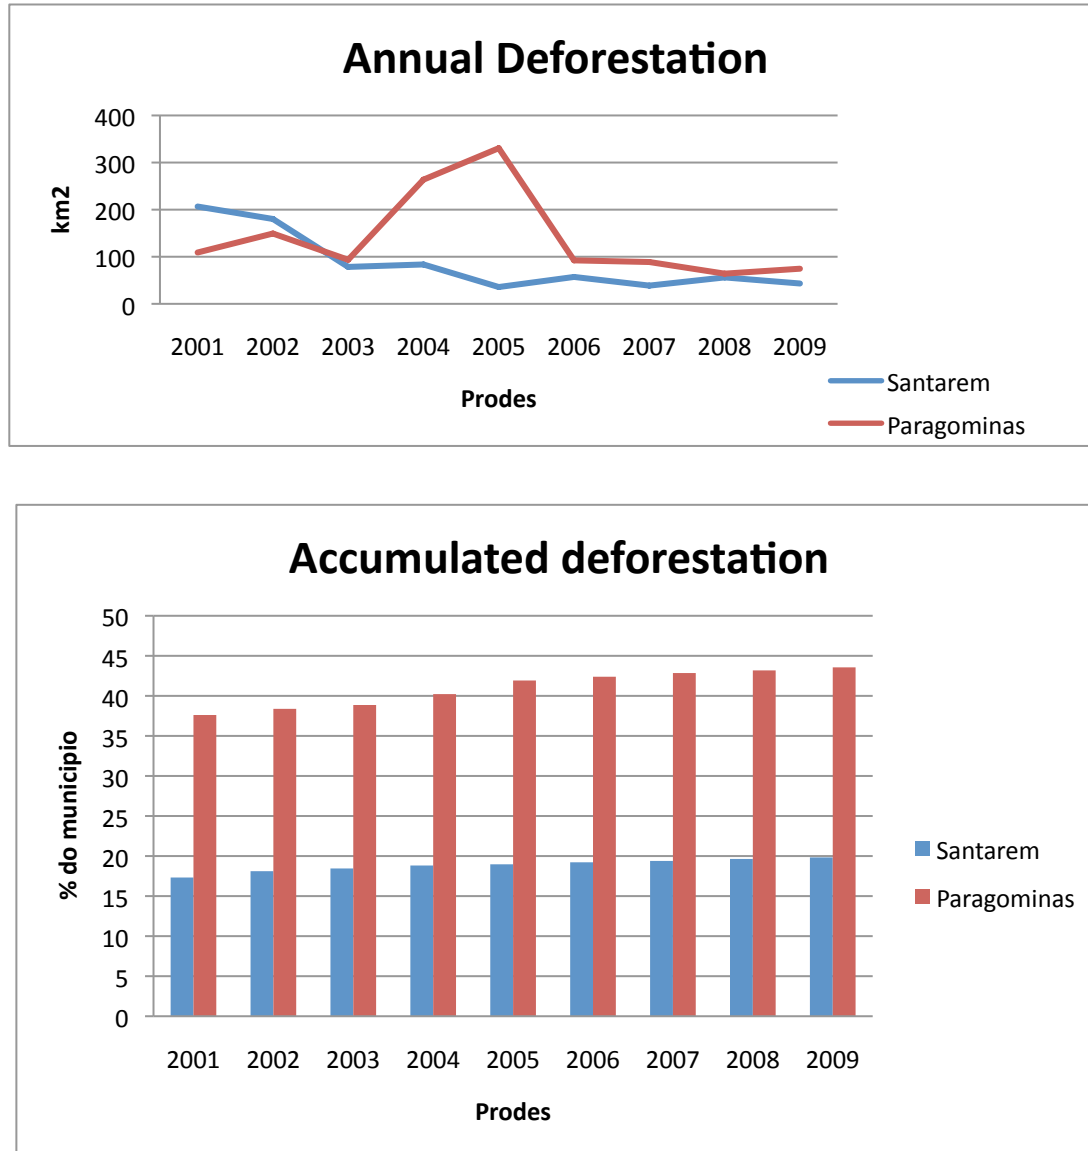 Annual Deforestation
400
300
200
100
0
km2
2001 2002 2003 2004 2005 2006 2007 2008 2009
Prodes
Santarem
Paragominas
Accumulated deforestation
50
45
40
35
30
25
20
15
10
5
0
% do municipio
2001 2002 2003 2004 2005 2006 2007 2008 2009
Prodes
Santarem
Paragominas